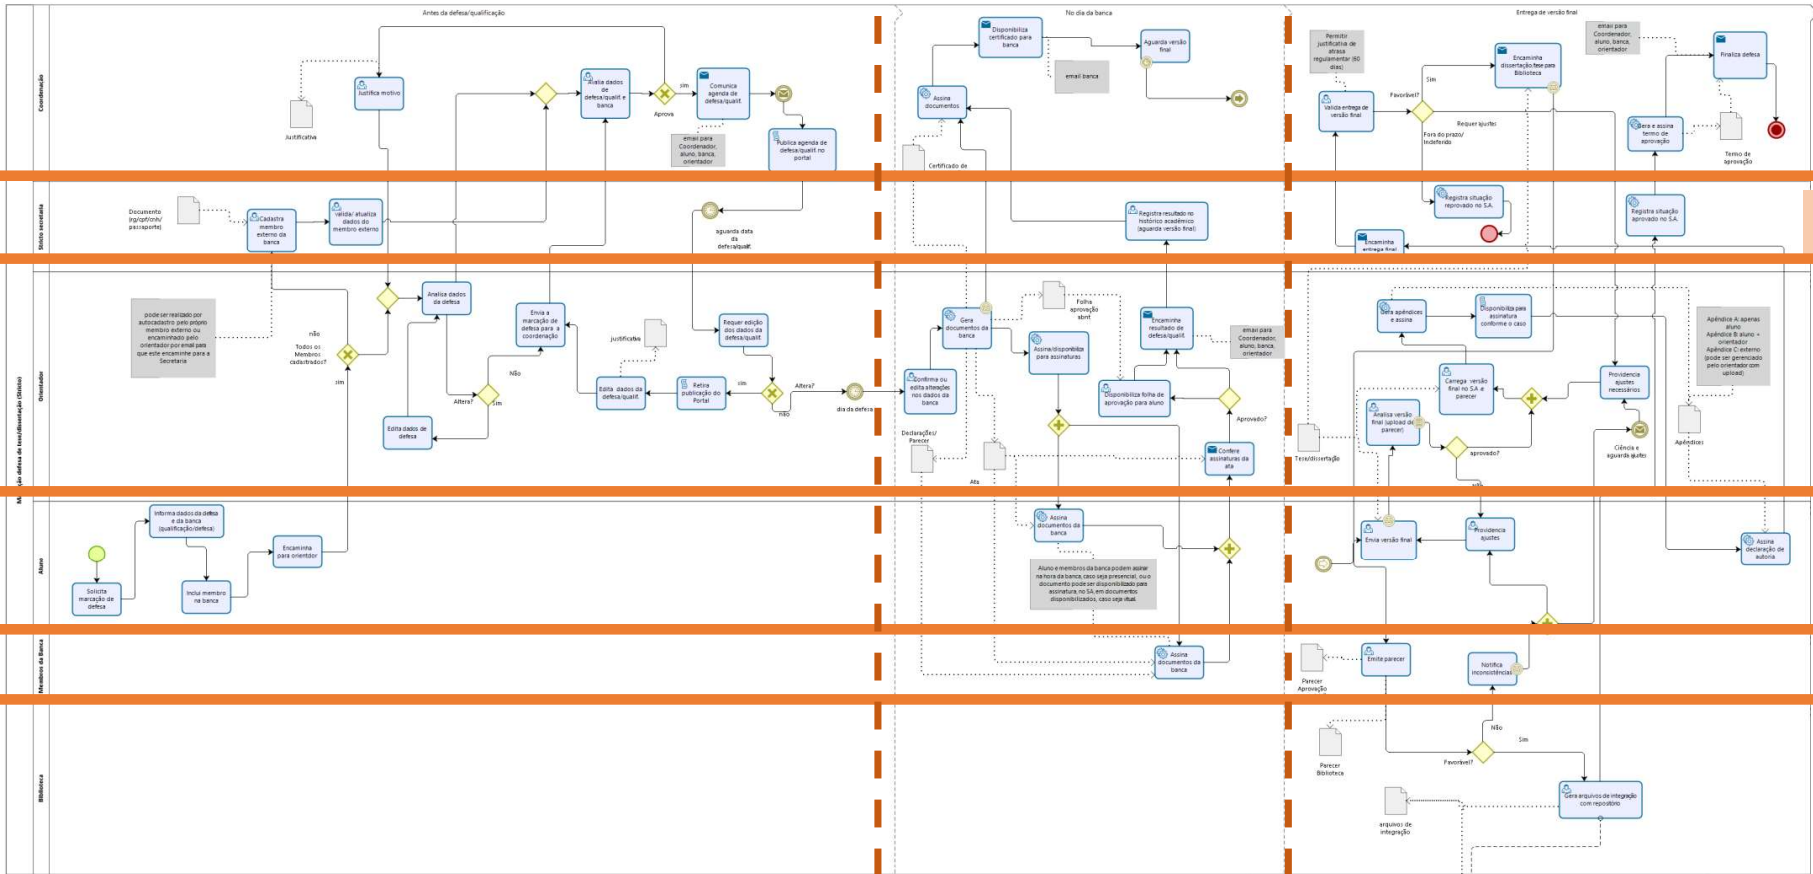 Antes da defesa/qualificação
No dia da banca
Entrega de versão final
Coordenação
Justifica motivo
Justificativa
Avalia dados
de
defesa/qualif. e
banca
sim
Aprova
Comunica
agenda de
defesa/qualif.
email para
Coordenador,
aluno, banca,
orientador
Publica agenda de
defesa/qualif. no
portal
Disponibiliza
certificado para
banca
email banca
Aguarda versão
final
Assina
documentos
Certificado de
Permitir
justificativa de
atraso
regulamentar (60
dias)
Valida entrega de
versão final
Favorável?
Sim
Requer ajustes
Fora do prazo/
Indeferido
Encaminha
dissertação/tese para
Biblioteca
email para
Coordenador,
aluno, banca,
orientador
Finaliza defesa
Gera e assina
termo de
aprovação
Termo de
aprovação
Stricto secretaria
Documento
(rg/cpf/cnh/
passaporte)
Cadastra
membro
externo da
banca
valida/ atualiza
dados do
membro externo
aguarda data
da
defesa/qualif.
Registra resultado no
histórico acadêmico
(aguarda versão final)
Registra situação
reprovado no S.A.
Encaminha
entrega final
Registra situação
aprovado no S.A.
Orientador
pode ser realizado por
autocadastro pelo próprio
membro externo ou
encaminhado pelo
orientador por email para
que este encaminhe para a
Secretaria
não
Todos os
Membros
cadastrados?
sim
Analisa dados
da defesa
Altera?
Sim
Não
Edita dados de
defesa
Envia a
marcação de
defesa para a
coordenação
justificativa
Edita dados da
defesa/qualif.
Retira
publicação do
Portal
sim
Requer edição
dos dados da
defesa/qualif.
Altera?
não
dia da defesa
Confirma ou
edita alterações
nos dados da
banca
Gera
documentos da
banca
Declarações/
Parecer
Ata
Folha
aprovação
abnt
Assina/disponibiliza
para assinaturas
Disponibiliza folha de
aprovação para aluno
Encaminha
resultado de
defesa/qualif.
email para
Coordenador,
aluno, banca,
orientador
Aprovado?
Confere
assinaturas da
ata
Gera apêndices
e assina
Disponibiliza para
assinatura
conforme o caso
Carrega versão
final no S.A e
parecer
Analisa versão
final (upload de
parecer)
aprovado?
Tese/dissertação
Providencia
ajustes
necessários
Ciência e
aguarda ajustes
Apêndice A: apenas
aluno
Apêndice B: aluno +
orientador
Apêndice C: externo
(pode ser gerenciado
pelo orientador com
upload)
Apêndices
Aluno
Solicita
marcação de
defesa
Informa dados da defesa
e da banca
(qualificação/defesa)
Inclui membro
na banca
Encaminha
para orientdor
Assina
documentos da
banca
Aluno e membros da banca podem assinar
na hora da banca, caso seja presencial, ou o
documento pode ser disponibilizado para
assinatura, no SA, em documentos
disponibilizados, caso seja virtual.
Envia versão final
Providencia
ajustes
Assina
declaração de
autoria
Membros da Banca
Assina
documentos da
banca
Emite parecer
Parecer
Aprovação
Notifica
inconsistências
Biblioteca
Parecer
Biblioteca
Favorável?
Não
Sim
Gera arquivos de integração
com repositório
arquivos de
integração